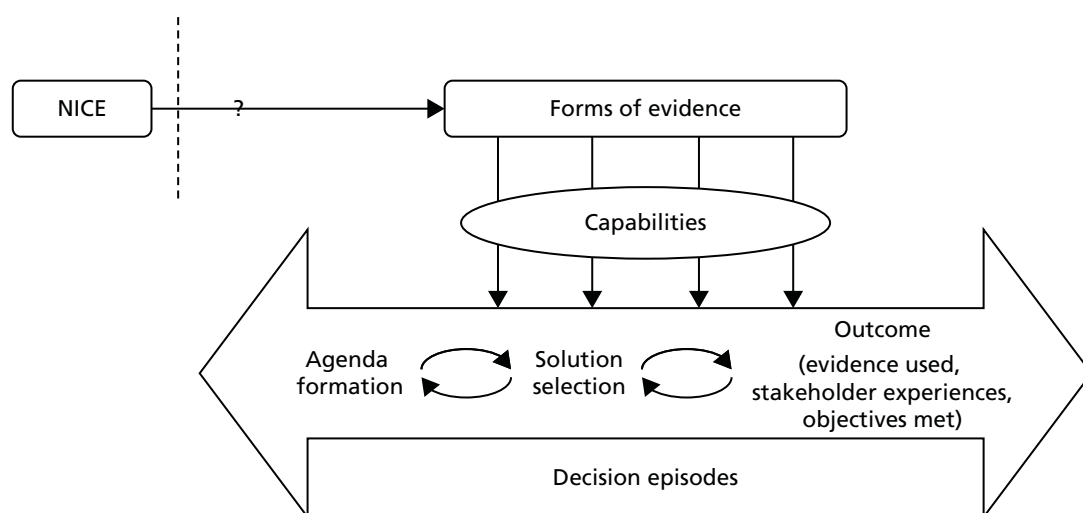 NICE
?
Forms of evidence
Capabilities
Agenda
formation
Solution
selection
Outcome
(evidence used,
stakeholder experiences,
objectives met)
Decision episodes